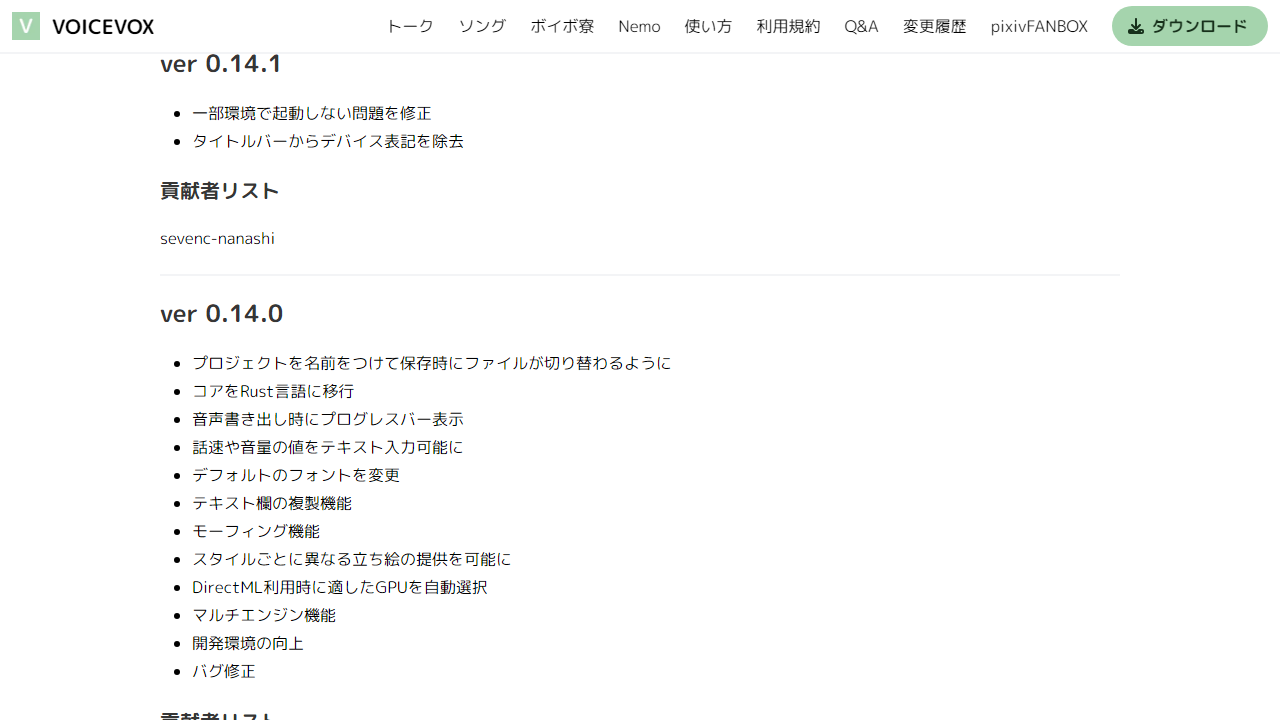 V VOICEVOX トーク ソング ボイボ寮 Nemo 使い方 利用規約 Q&A 変更履歴 pixivFANBOX ダウンロード
ver 0.14.1
一部環境で起動しない問題を修正
タイトルバーからデバイス表記を除去
貢献者リスト
sevenc-nanashi
ver 0.14.0
プロジェクトを名前をつけて保存時にファイルが切り替わるように
コアをRust言語に移行
音声書き出し時にプログレスバー表示
話速や音量の値をテキスト入力可能に
デフォルトのフォントを変更
テキスト欄の複製機能
モーフィング機能
スタイルごとに異なる立ち絵の提供を可能に
DirectML利用時に適したGPUを自動選択
マルチエンジン機能
開発環境の向上
バグ修正
貢献者リスト